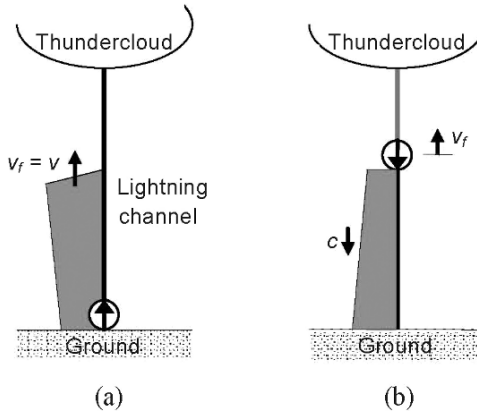 Thundercloud
v_f = v
Lightning
channel
Ground
(a)
Thundercloud
v_f
c
Ground
(b)